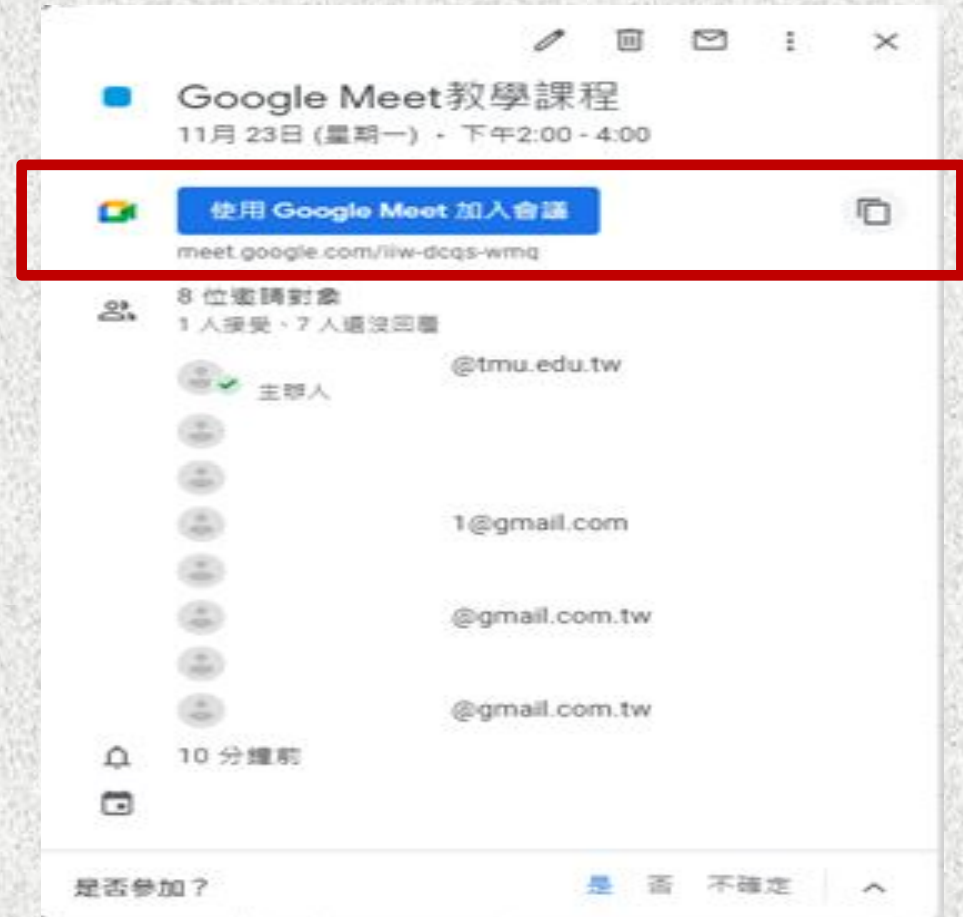 Google Meet教學課程
11月 23日 (星期一) · 下午2:00 - 4:00
使用 Google Meet 加入會議
meet.google.com/iiw-dcqs-wmq
8 位邀請對象
1 人接受、7 人還沒回覆
@tmu.edu.tw
主辦人
1@gmail.com
@gmail.com.tw
@gmail.com.tw
10 分鐘前
是否參加？ 是 否 不確定